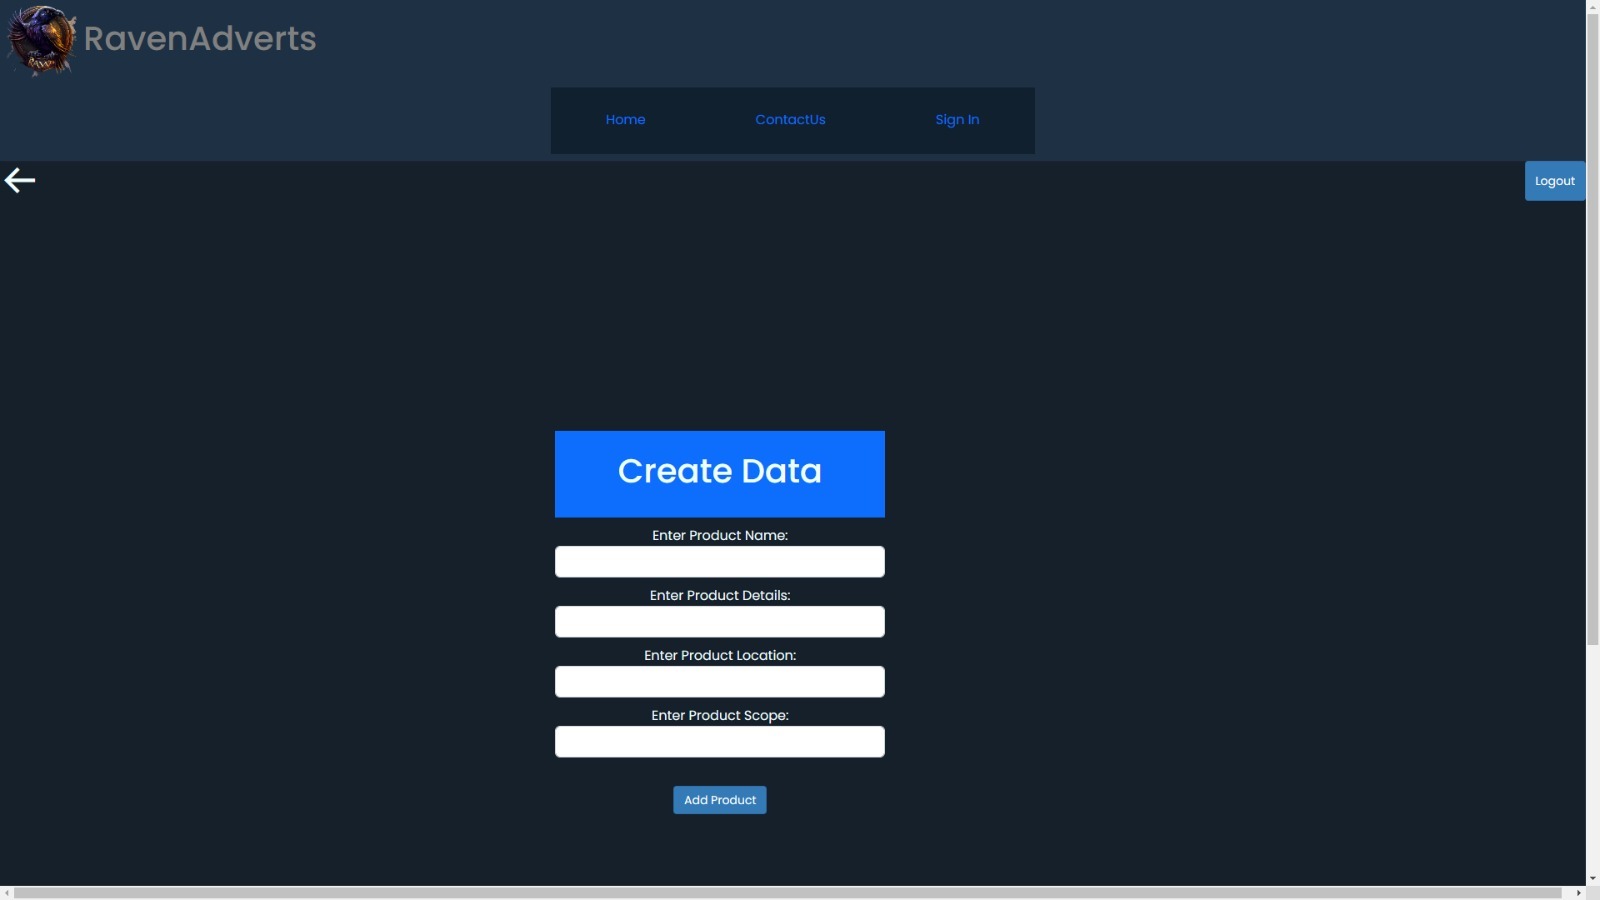 RavenAdverts
Home
ContactUs
Sign In
Logout
Create Data
Enter Product Name:
Enter Product Details:
Enter Product Location:
Enter Product Scope:
Add Product